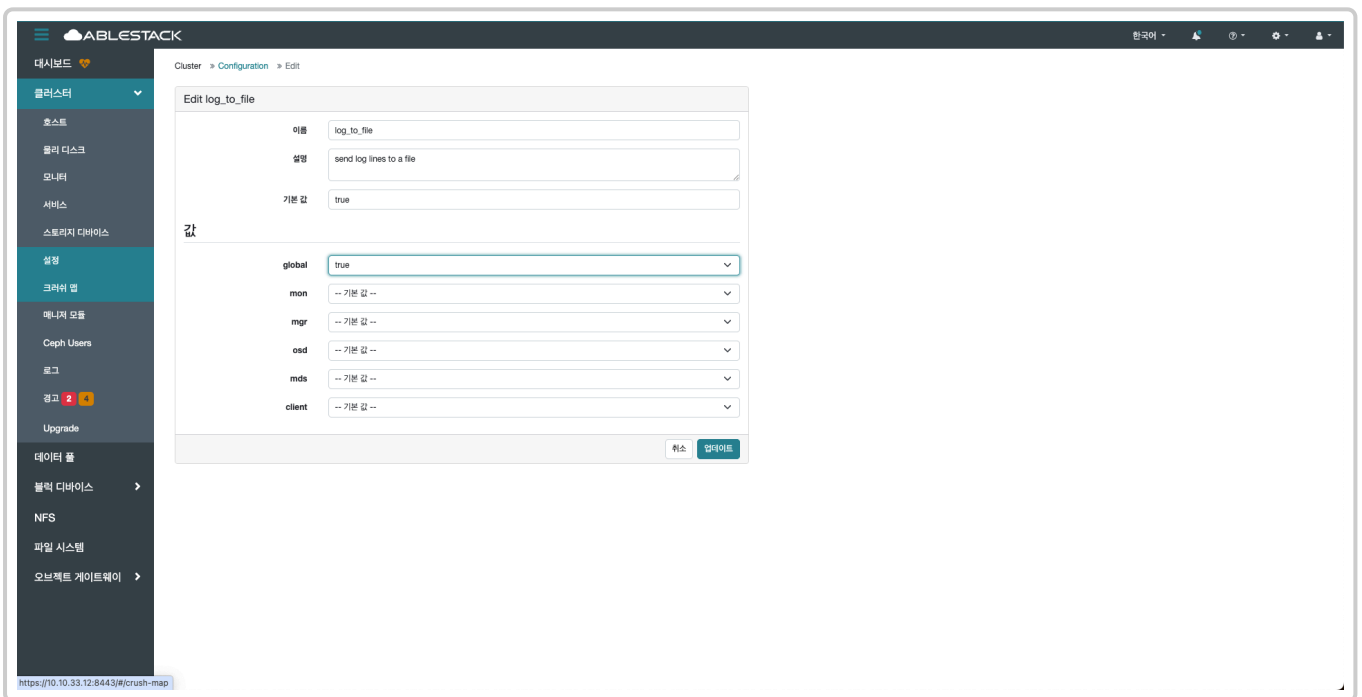 ABLESTACK
한국어
대시보드
클러스터
호스트
물리 디스크
모니터
서비스
스토리지 디바이스
설정
크러쉬 맵
매니저 모듈
Ceph Users
로그
경고 2 4
Upgrade
데이터 풀
블럭 디바이스
NFS
파일 시스템
오브젝트 게이트웨이
Cluster » Configuration » Edit
Edit log_to_file
이름 log_to_file
설명 send log lines to a file
기본 값 true
값
global true
mon -- 기본 값 --
mgr -- 기본 값 --
osd -- 기본 값 --
mds -- 기본 값 --
client -- 기본 값 --
취소 업데이트
https://10.10.33.12:8443/#/crush-map